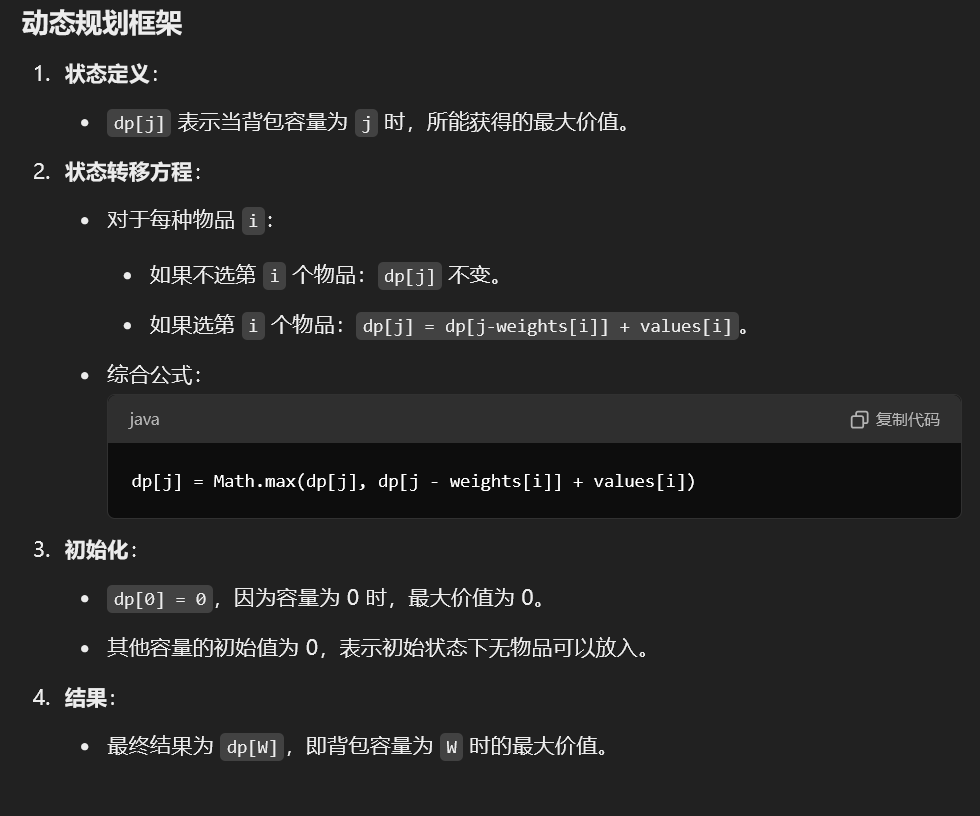 动态规划框架
1. 状态定义：
• dp[j] 表示当背包容量为 j 时，所能获得的最大价值。
2. 状态转移方程：
• 对于每种物品 i：
• 如果不选第 i 个物品：dp[j] 不变。
• 如果选第 i 个物品：dp[j] = dp[j-weights[i]] + values[i]。
• 综合公式：
java 复制代码
dp[j] = Math.max(dp[j], dp[j - weights[i]] + values[i])
3. 初始化：
• dp[0] = 0，因为容量为 0 时，最大价值为 0。
• 其他容量的初始值为 0，表示初始状态下无物品可以放入。
4. 结果：
• 最终结果为 dp[W]，即背包容量为 W 时的最大价值。